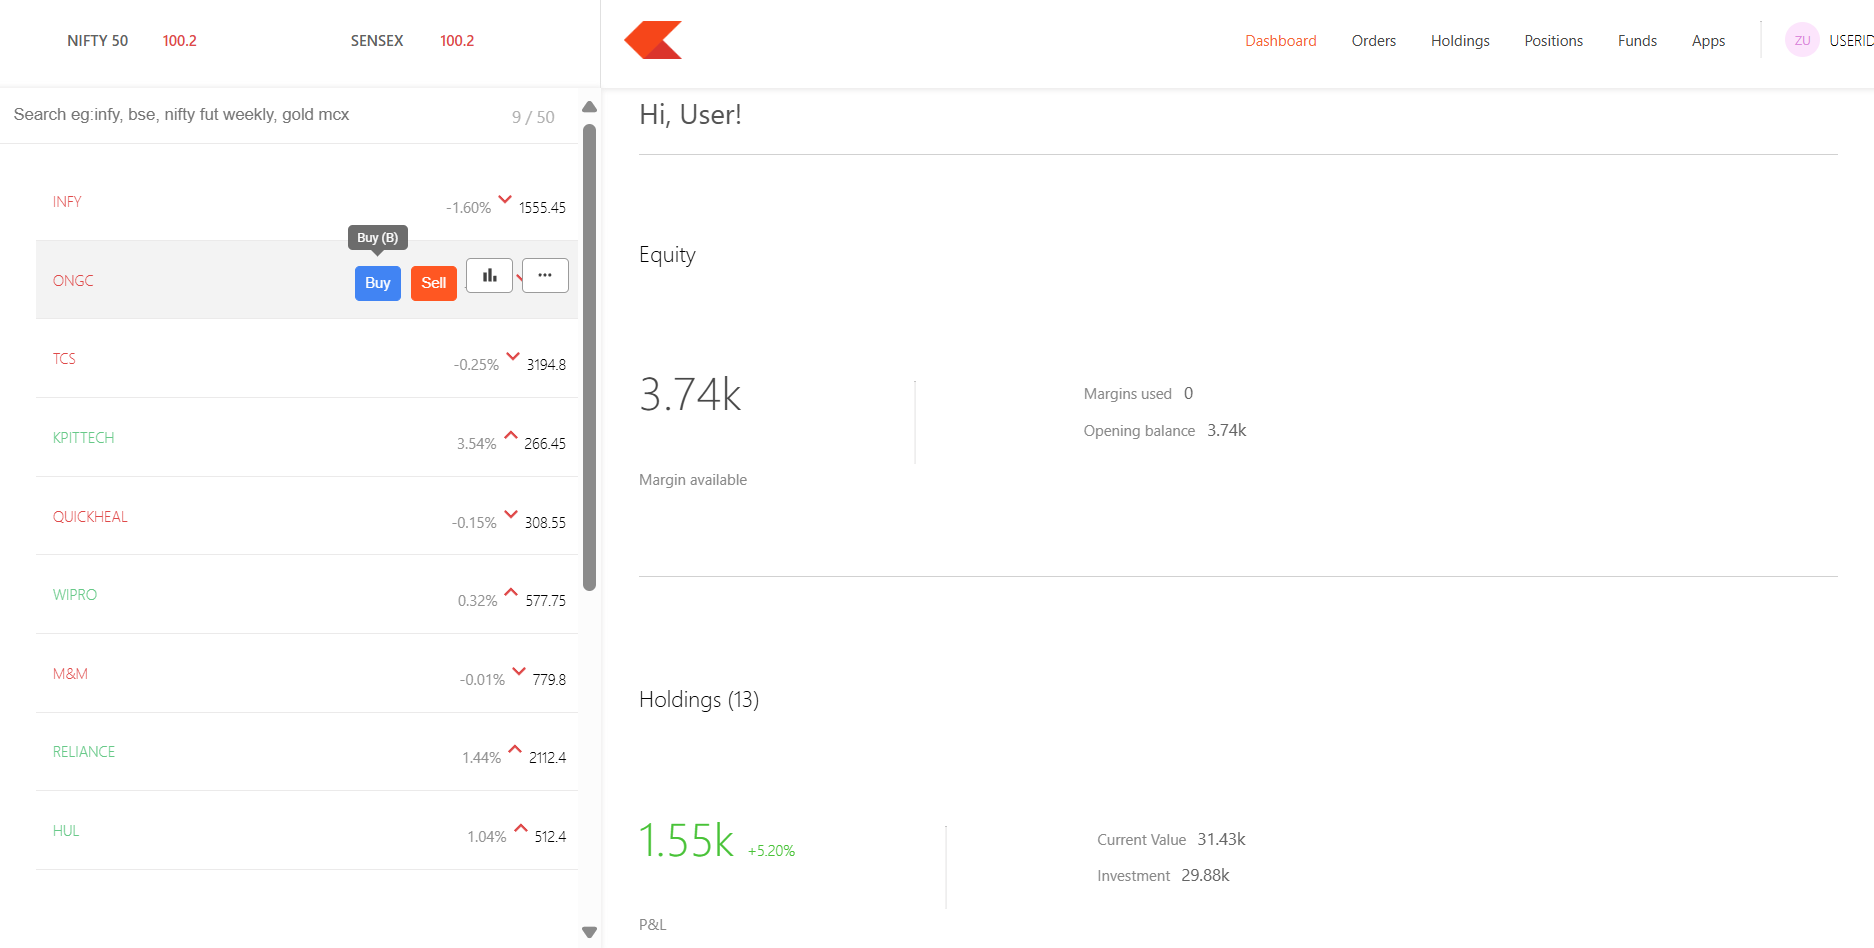 NIFTY 50 100.2 SENSEX 100.2
Dashboard Orders Holdings Positions Funds Apps ZU USERID
Search eg:infy, bse, nifty fut weekly, gold mcx 9 / 50
INFY -1.60% 1555.45
Buy (B)
ONGC Buy Sell ...
TCS -0.25% 3194.8
KPITTECH 3.54% 266.45
QUICKHEAL -0.15% 308.55
WIPRO 0.32% 577.75
M&M -0.01% 779.8
RELIANCE 1.44% 2112.4
HUL 1.04% 512.4
Hi, User!
Equity
3.74k
Margin available
Margins used 0
Opening balance 3.74k
Holdings (13)
1.55k +5.20%
P&L
Current Value 31.43k
Investment 29.88k